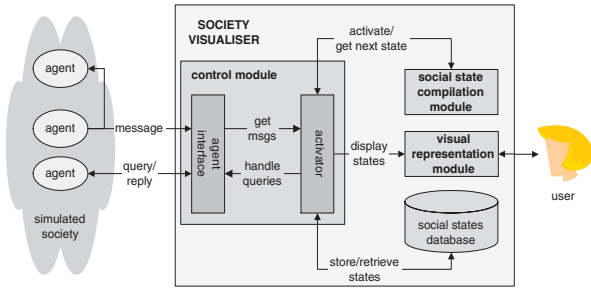 SOCIETY
VISUALISER
activate/
get next state
agent
control module
social state
compilation
module
agent
message
agent
interface
get
msgs
activator
display
states
visual
representation
module
agent
query/
reply
handle
queries
user
simulated
society
social states
database
store/retrieve
states